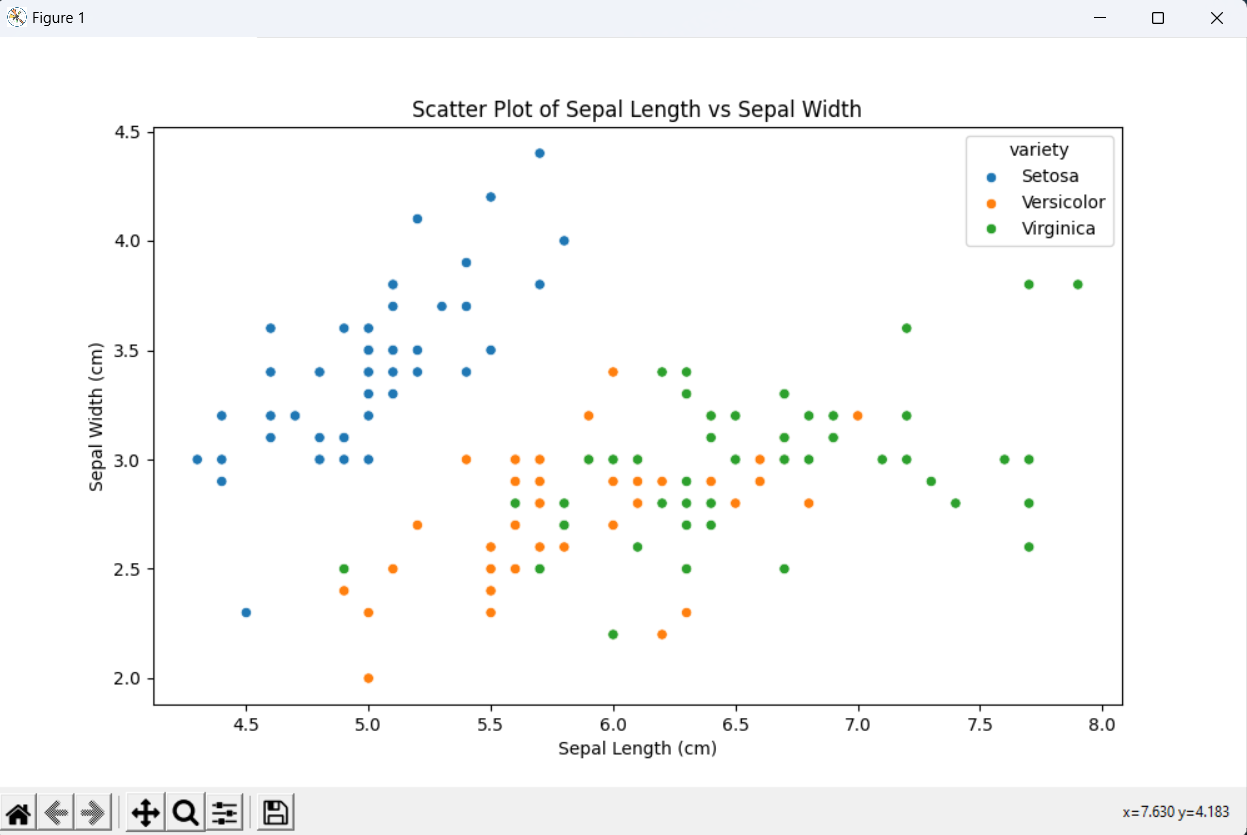 Figure 1
Scatter Plot of Sepal Length vs Sepal Width
variety
Setosa
Versicolor
Virginica
Sepal Width (cm)
4.5
4.0
3.5
3.0
2.5
2.0
4.5 5.0 5.5 6.0 6.5 7.0 7.5 8.0
Sepal Length (cm)
x=7.630 y=4.183